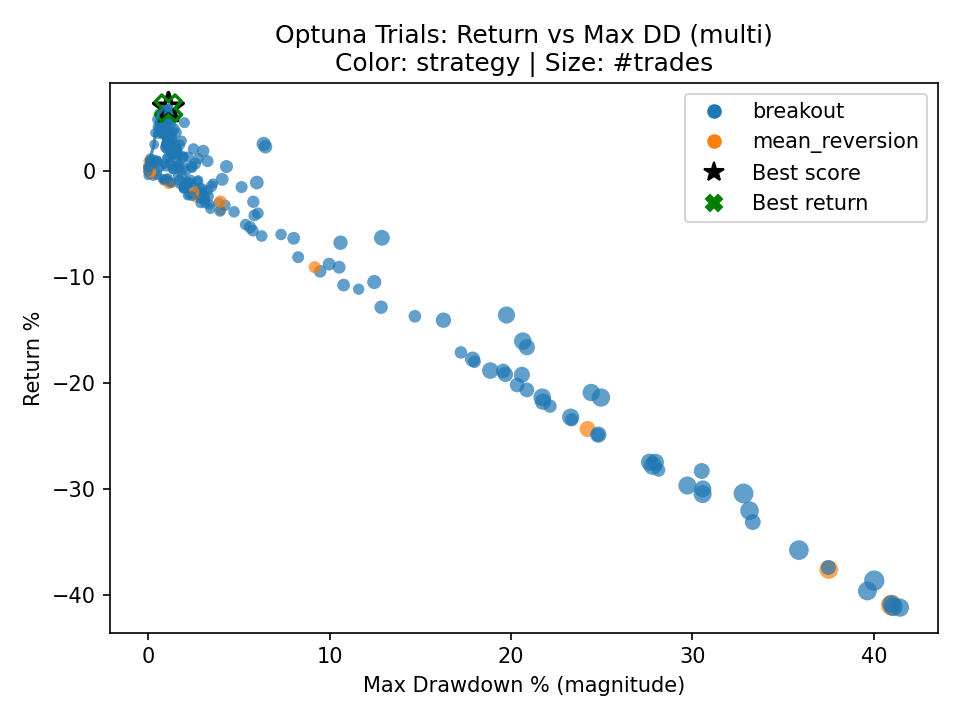 Optuna Trials: Return vs Max DD (multi)
Color: strategy | Size: #trades
breakout
mean_reversion
Best score
Best return
0
−10
−20
−30
−40
Return %
0 10 20 30 40
Max Drawdown % (magnitude)